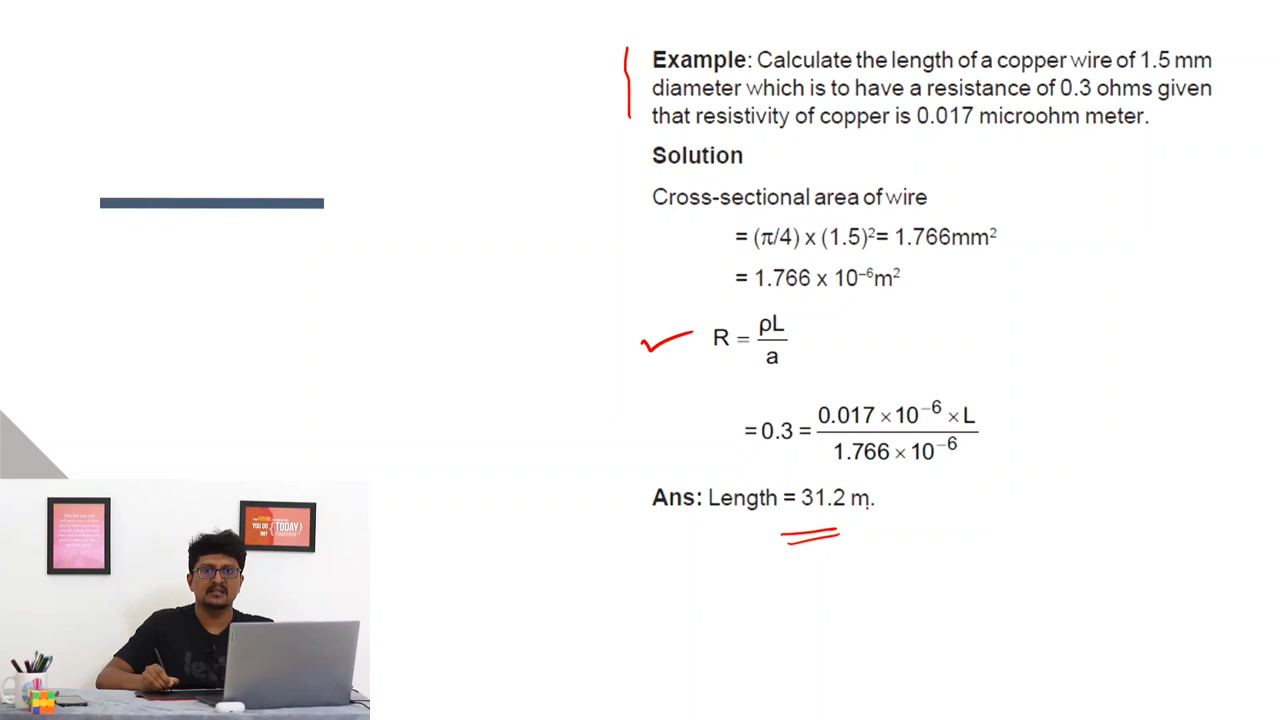 Example: Calculate the length of a copper wire of 1.5 mm
diameter which is to have a resistance of 0.3 ohms given
that resistivity of copper is 0.017 microohm meter.
Solution
Cross-sectional area of wire
= (π/4) x (1.5)²= 1.766mm²
= 1.766 x 10⁻⁶m²
R = ρL/a
= 0.3 = 0.017 × 10⁻⁶ × L / 1.766 × 10⁻⁶
Ans: Length = 31.2 m.
YOU DO
TODAY